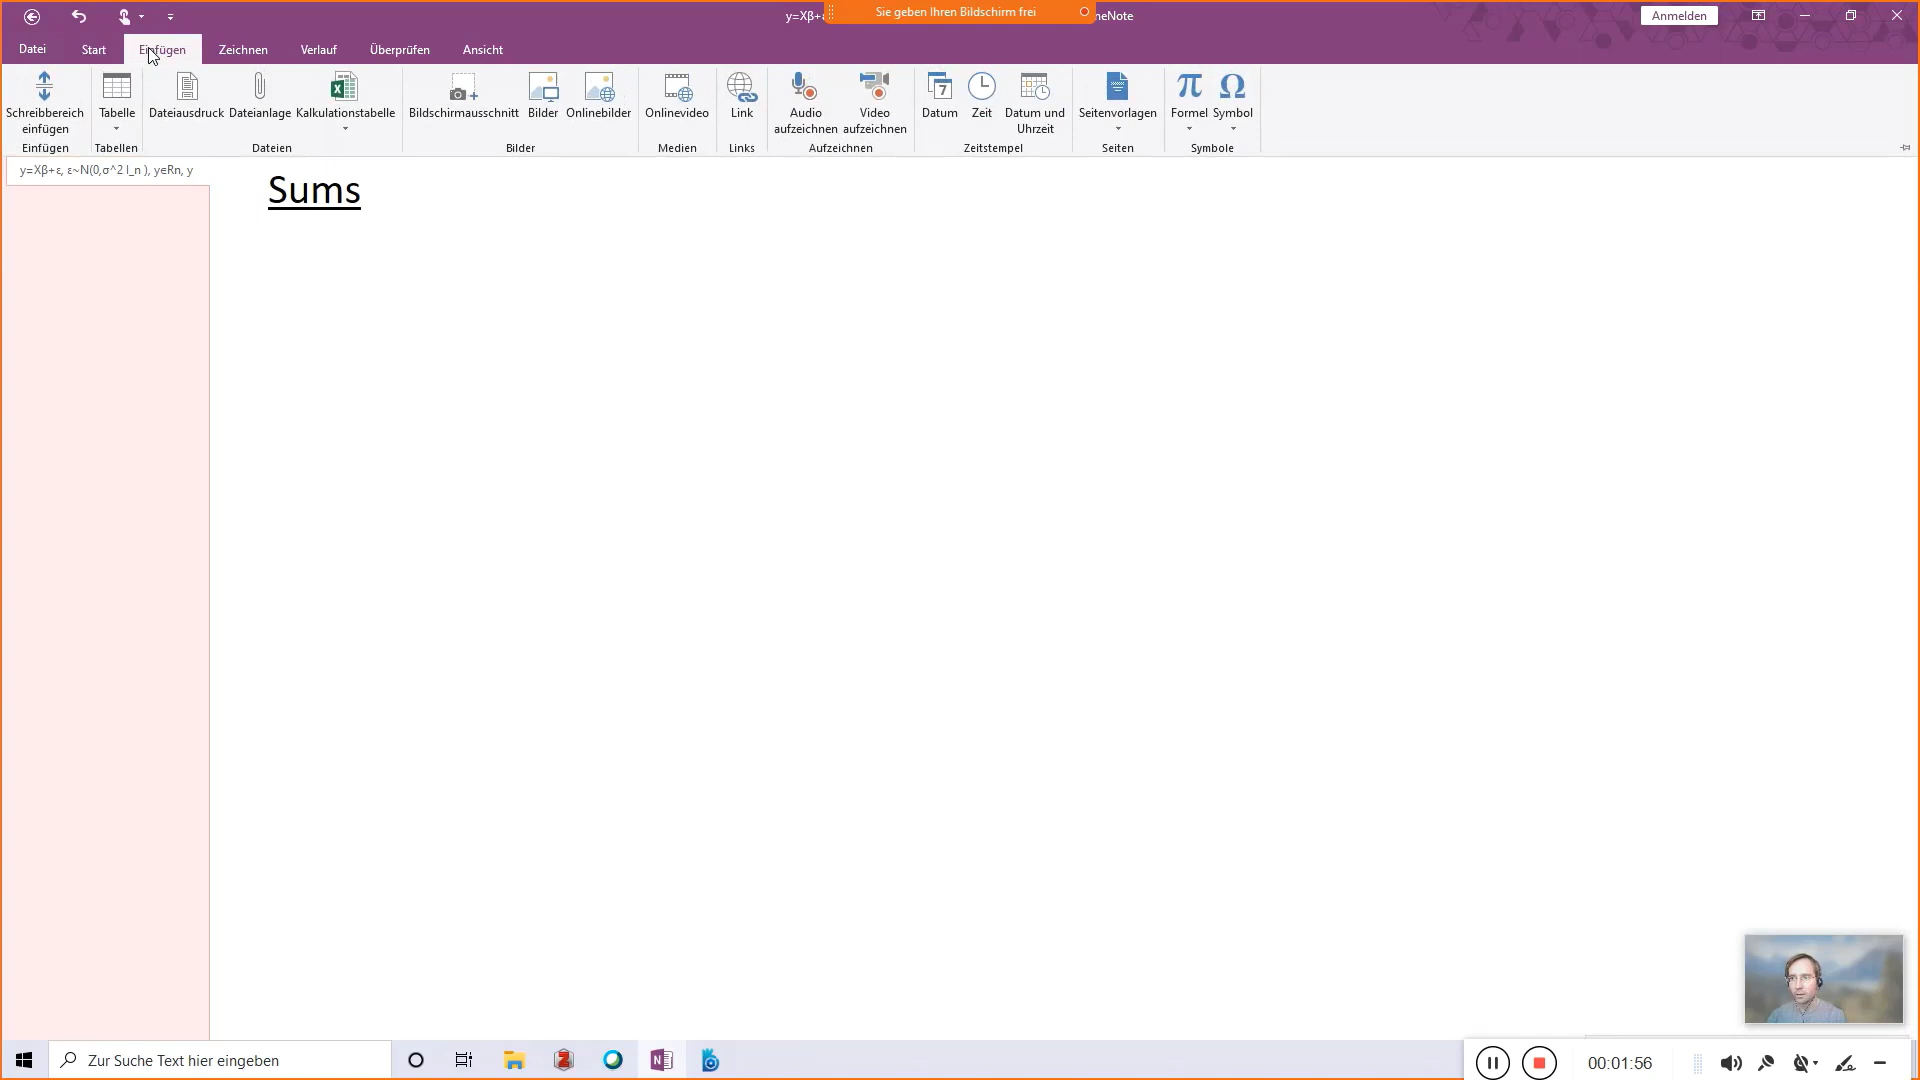 y=Xβ+ε
Sie geben Ihren Bildschirm frei
neNote
Anmelden
Datei
Start
Einfügen
Zeichnen
Verlauf
Überprüfen
Ansicht
Schreibbereich einfügen
Tabelle
Dateiausdruck
Dateianlage
Kalkulationstabelle
Bildschirmausschnitt
Bilder
Onlinebilder
Onlinevideo
Link
Audio aufzeichnen
Video aufzeichnen
Datum
Zeit
Datum und Uhrzeit
Seitenvorlagen
Formel
Symbol
Einfügen
Tabellen
Dateien
Bilder
Medien
Links
Aufzeichnen
Zeitstempel
Seiten
Symbole
y=Xβ+ε, ε~N(0,σ^2 I_n ), y∈Rn, y
Sums
Zur Suche Text hier eingeben
00:01:56